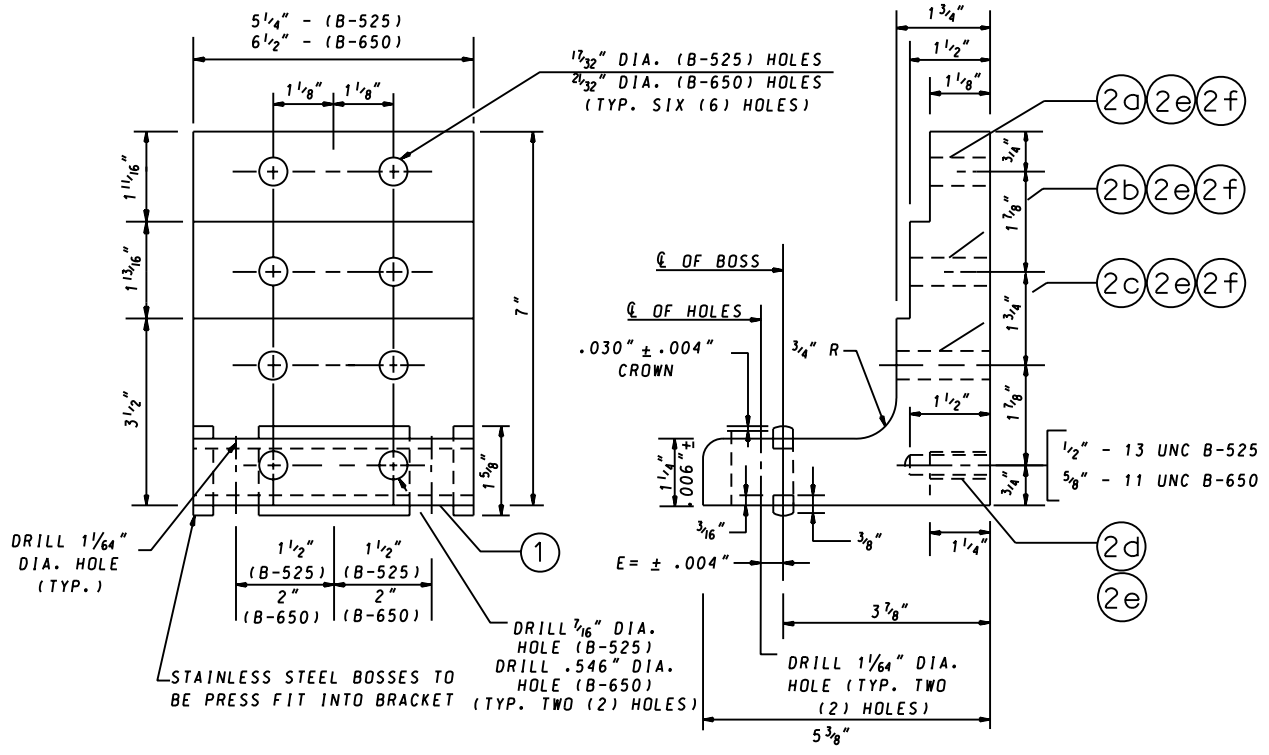 5 1/4" - (B-525)
6 1/2" - (B-650)
1 1/8"
1 1/8"
17/32" DIA. (B-525) HOLES
21/32" DIA. (B-650) HOLES
(TYP. SIX (6) HOLES)
1 11/16"
1 13/16"
3 1/2"
7"
1 5/8"
DRILL 1 1/64"
DIA. HOLE
(TYP.)
1 1/2"
(B-525)
2"
(B-650)
1 1/2"
(B-525)
2"
(B-650)
1
STAINLESS STEEL BOSSES TO
BE PRESS FIT INTO BRACKET
DRILL 7/16" DIA.
HOLE (B-525)
DRILL .546" DIA.
HOLE (B-650)
(TYP. TWO (2) HOLES)
1 3/4"
1 1/2"
1 1/8"
2a 2e 2f
2b 2e 2f
2c 2e 2f
3/4"
1 7/8"
1 3/4"
1 7/8"
3/4"
℄ OF BOSS
℄ OF HOLES
.030" ± .004"
CROWN
3/4" R
1 1/2"
1 1/4" ±
.006"
1/2" - 13 UNC B-525
5/8" - 11 UNC B-650
3/16"
3/8"
1 1/4"
2d
2e
E= ± .004"
3 7/8"
DRILL 1 1/64" DIA.
HOLE (TYP. TWO
(2) HOLES)
5 3/8"